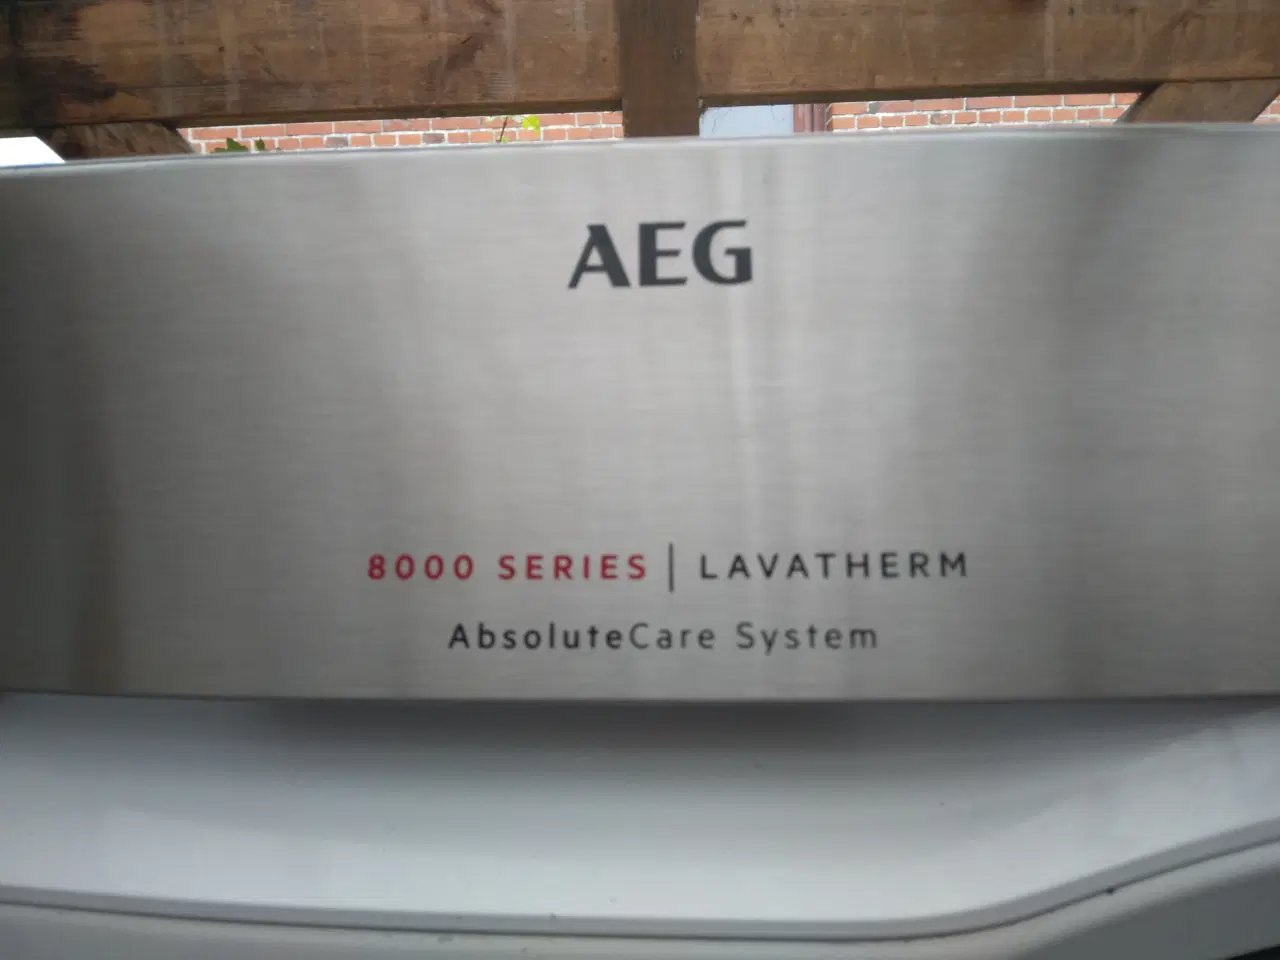 AEG
8000 SERIES | LAVATHERM
AbsoluteCare System